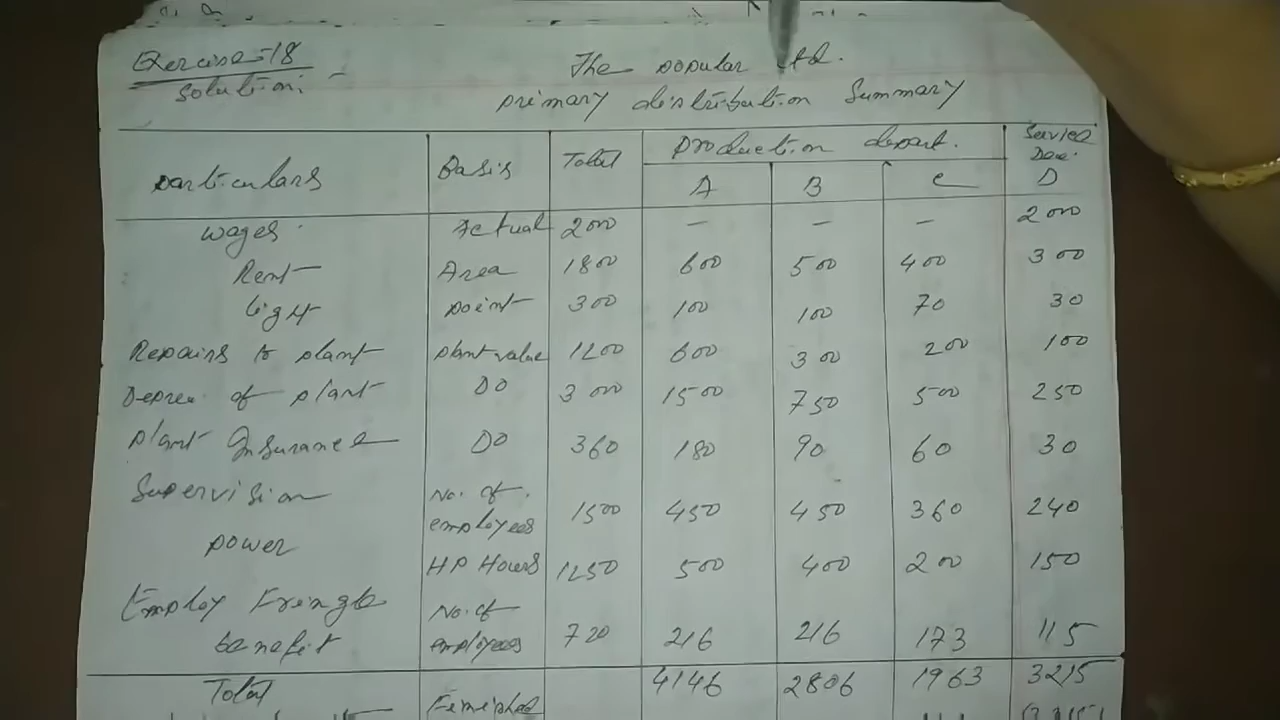 Exercise-18
Solution:
The popular Ltd.
primary distribution Summary
particulars Basis Total production depart. Service Dep.
A B C D
wages Actual 2000 – – – 2000
Rent Area 1800 600 500 400 300
light point 300 100 100 70 30
Repairs to plant plant value 1200 600 300 200 100
Depree. of plant DO 3000 1500 750 500 250
plant Insurance DO 360 180 90 60 30
Supervision No. of employees 1500 450 450 360 240
power HP Hours 1250 500 400 200 150
Employ Fringe benefit No. of employees 720 216 216 173 115
Total 4146 2806 1963 3215